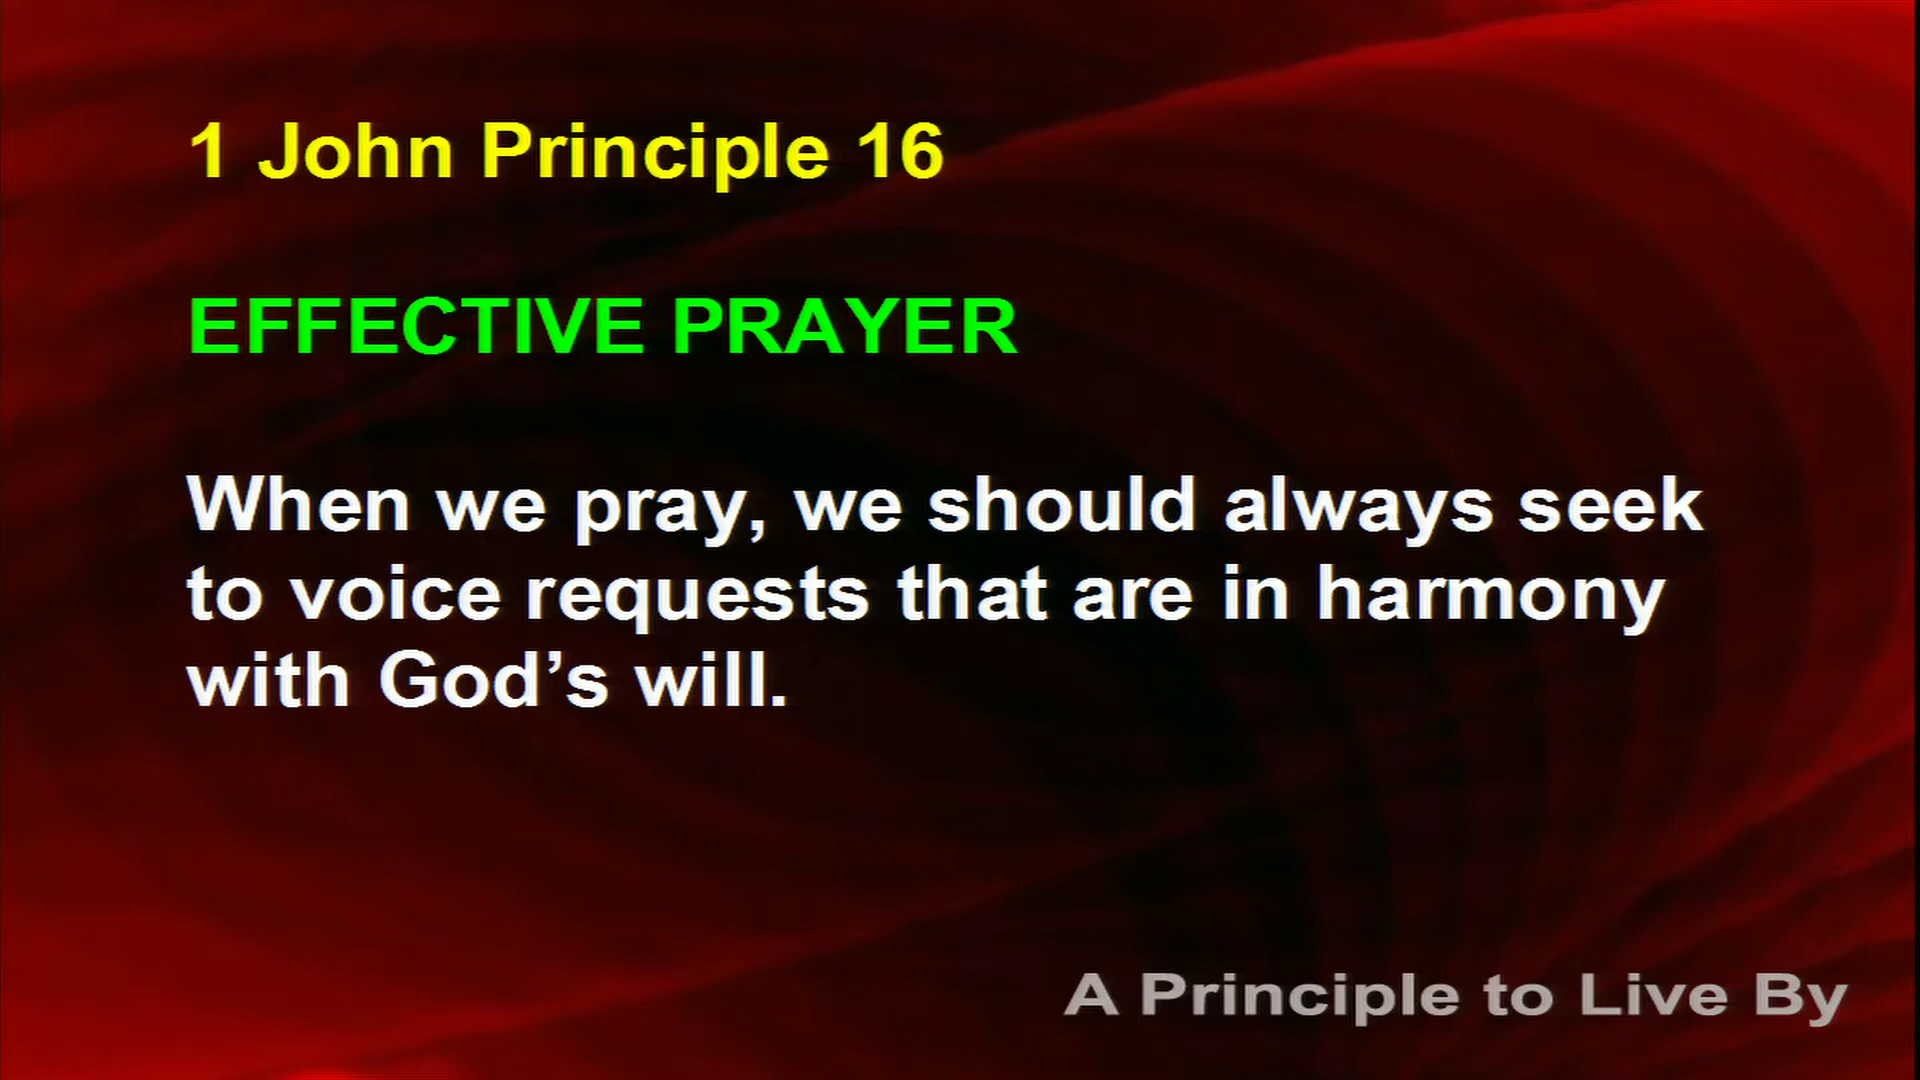 1 John Principle 16
EFFECTIVE PRAYER
When we pray, we should always seek
to voice requests that are in harmony
with God’s will.
A Principle to Live By